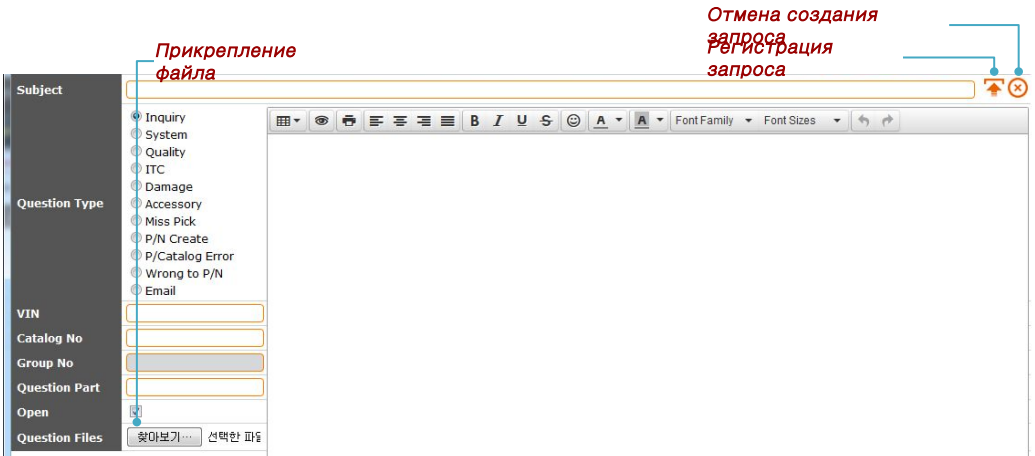 Отмена создания
запроса
Регистрация
запроса
Прикрепление
файла
Subject
Question Type
Inquiry
System
Quality
ITC
Damage
Accessory
Miss Pick
P/N Create
P/Catalog Error
Wrong to P/N
Email
B I U S A A Font Family Font Sizes
VIN
Catalog No
Group No
Question Part
Open
Question Files 찾아보기... 선택한 파일